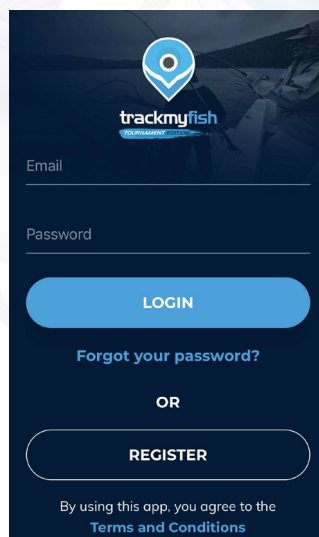 trackmyfish
TOURNAMENT EDITION
Email
Password
LOGIN
Forgot your password?
OR
REGISTER
By using this app, you agree to the
Terms and Conditions